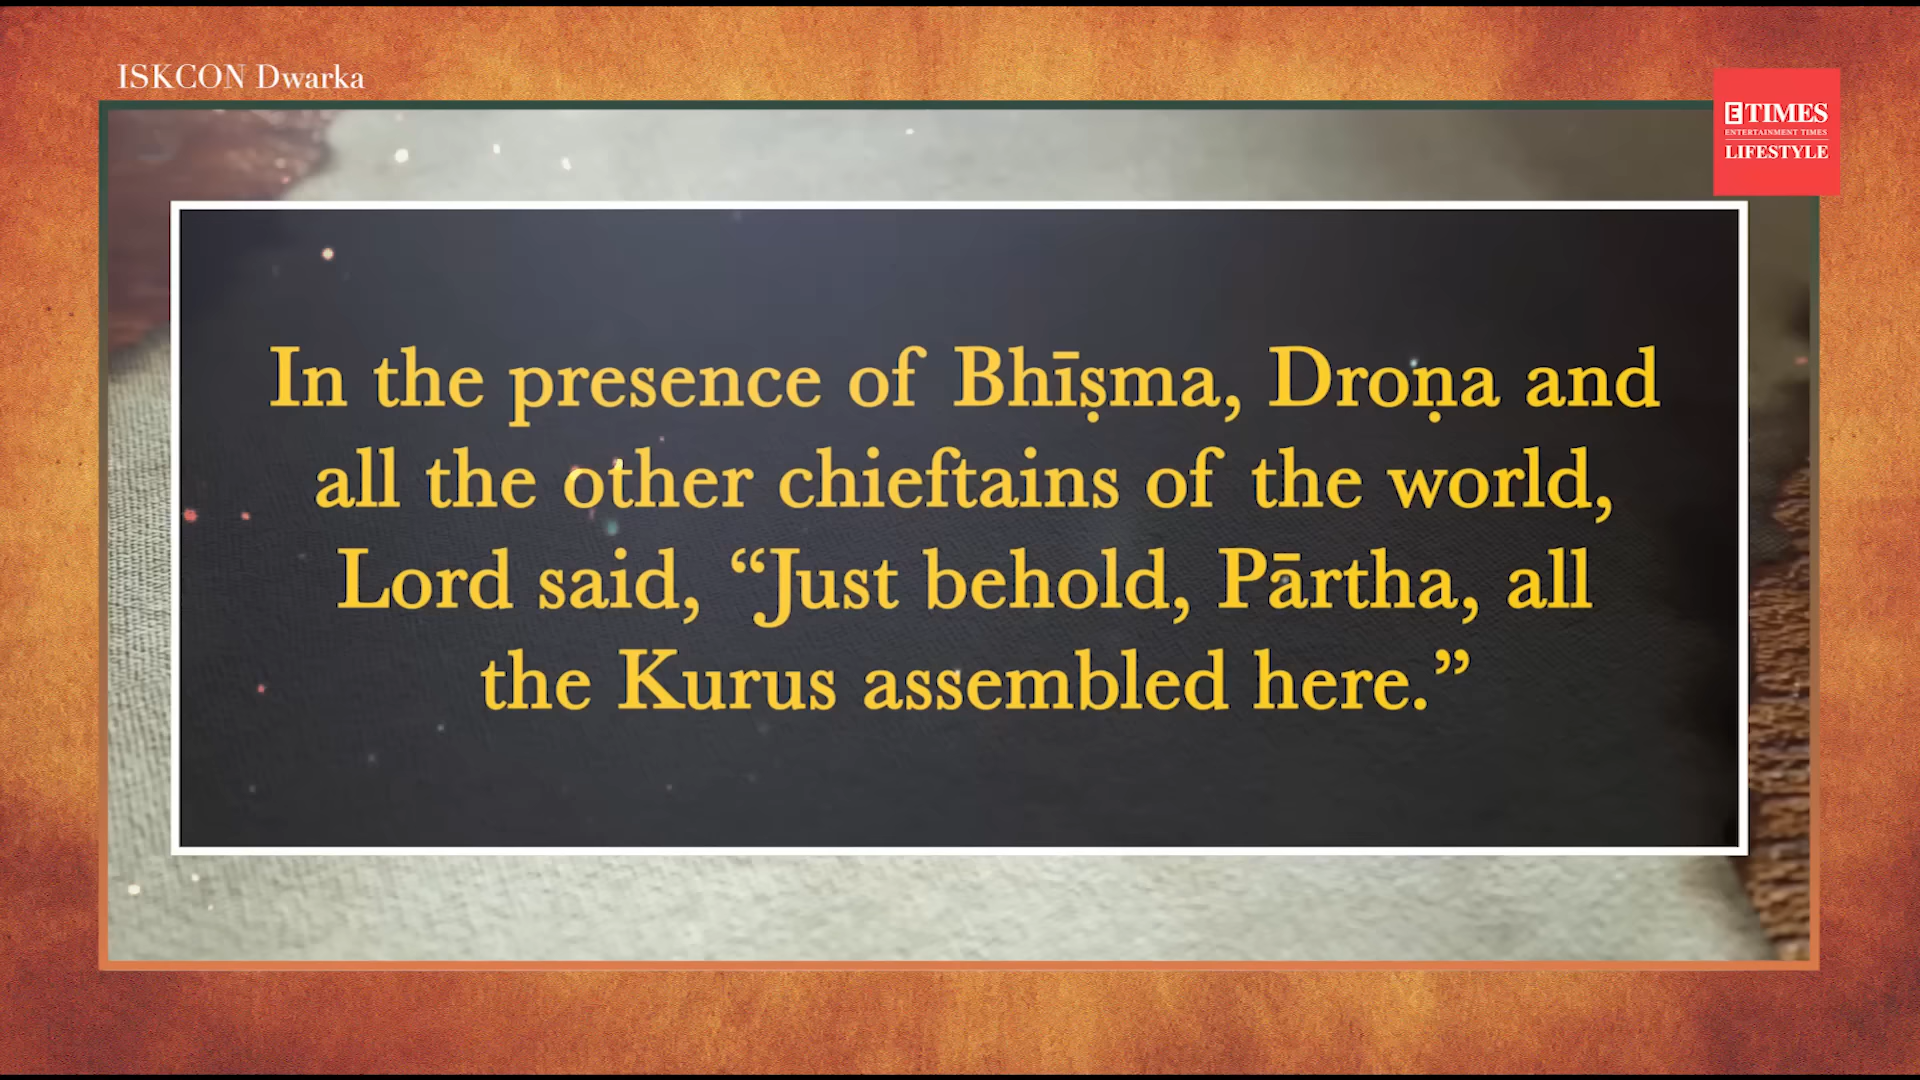 ISKCON Dwarka
ETIMES
ENTERTAINMENT TIMES
LIFESTYLE
In the presence of Bhīṣma, Droṇa and
all the other chieftains of the world,
Lord said, “Just behold, Pārtha, all
the Kurus assembled here.”